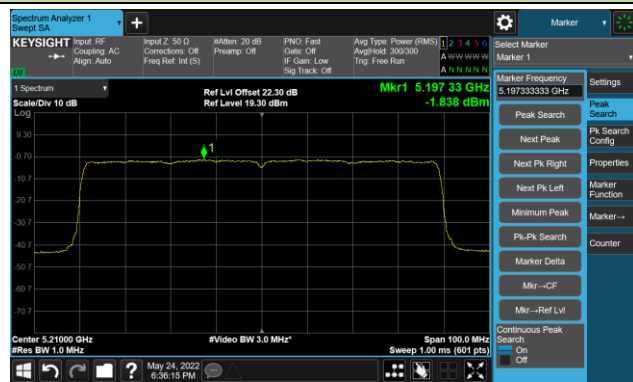 Spectrum Analyzer 1
Swept SA
Marker
KEYSIGHT
Input: RF
Coupling: AC
Align: Auto
Input Z: 50 Ω
Corrections: Off
Freq Ref: Int (S)
#Atten: 20 dB
Preamp: Off
PNO: Fast
Gate: Off
IF Gain: Low
Sig Track: Off
Avg Type: Power (RMS)
Avg|Hold: 300/300
Trig: Free Run
1 2 3 4 5 6
A W W W W W
A N N N N N
Select Marker
Marker 1
1 Spectrum
Scale/Div 10 dB
Log
Ref Lvl Offset 22.30 dB
Ref Level 19.30 dBm
Mkr1 5.197 33 GHz
-1.838 dBm
9.30
-0.70
-10.7
-20.7
-30.7
-40.7
-50.7
-60.7
-70.7
1
Center 5.21000 GHz
#Res BW 1.0 MHz
#Video BW 3.0 MHz*
Span 100.0 MHz
Sweep 1.00 ms (601 pts)
Marker Frequency
5.197333333 GHz
Peak Search
Next Peak
Next Pk Right
Next Pk Left
Minimum Peak
Pk-Pk Search
Marker Delta
Mkr→CF
Mkr→Ref Lvl
Continuous Peak
Search
On
Off
Settings
Peak
Search
Pk Search
Config
Properties
Marker
Function
Marker→
Counter
May 24, 2022
6:36:15 PM